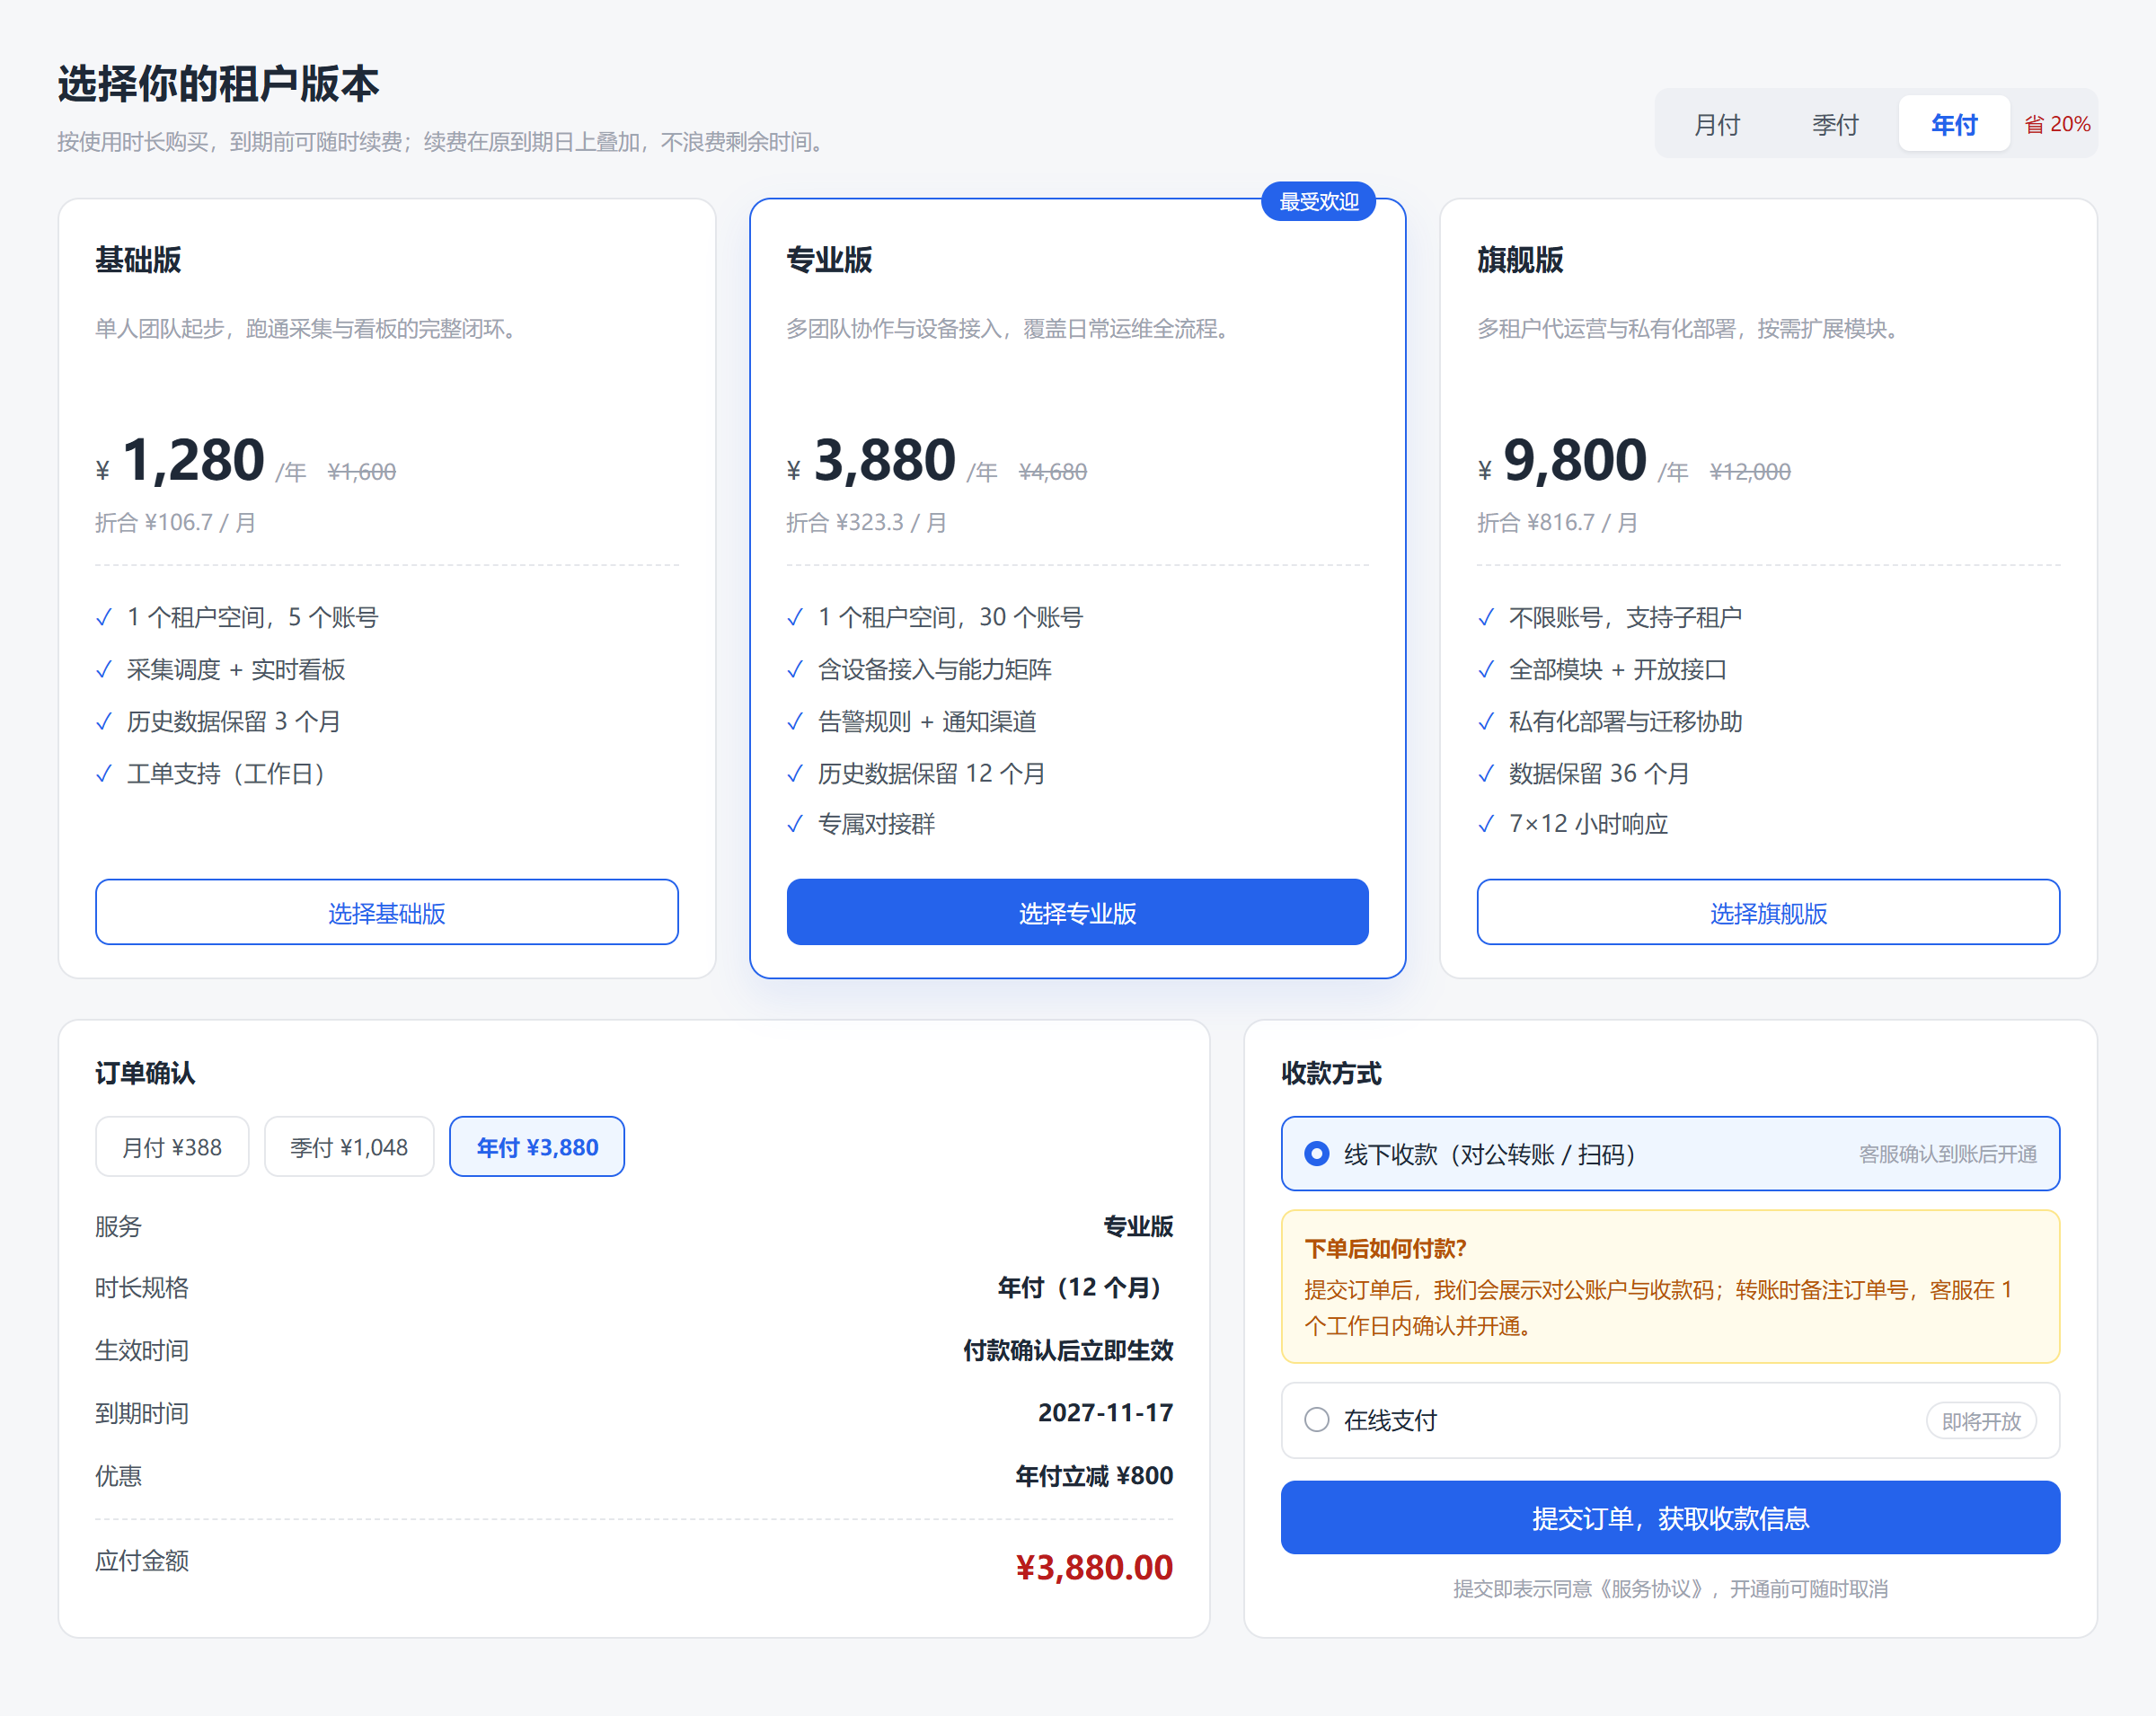 选择你的租户版本
按使用时长购买，到期前可随时续费；续费在原到期日上叠加，不浪费剩余时间。
月付 季付 年付 省 20%
基础版
单人团队起步，跑通采集与看板的完整闭环。
¥ 1,280 /年 ¥1,600
折合 ¥106.7 / 月
✓ 1 个租户空间，5 个账号
✓ 采集调度 + 实时看板
✓ 历史数据保留 3 个月
✓ 工单支持（工作日）
选择基础版
最受欢迎
专业版
多团队协作与设备接入，覆盖日常运维全流程。
¥ 3,880 /年 ¥4,680
折合 ¥323.3 / 月
✓ 1 个租户空间，30 个账号
✓ 含设备接入与能力矩阵
✓ 告警规则 + 通知渠道
✓ 历史数据保留 12 个月
✓ 专属对接群
选择专业版
旗舰版
多租户代运营与私有化部署，按需扩展模块。
¥ 9,800 /年 ¥12,000
折合 ¥816.7 / 月
✓ 不限账号，支持子租户
✓ 全部模块 + 开放接口
✓ 私有化部署与迁移协助
✓ 数据保留 36 个月
✓ 7×12 小时响应
选择旗舰版
订单确认
月付 ¥388 季付 ¥1,048 年付 ¥3,880
服务 专业版
时长规格 年付（12 个月）
生效时间 付款确认后立即生效
到期时间 2027-11-17
优惠 年付立减 ¥800
应付金额 ¥3,880.00
收款方式
线下收款（对公转账 / 扫码） 客服确认到账后开通
下单后如何付款？
提交订单后，我们会展示对公账户与收款码；转账时备注订单号，客服在 1
个工作日内确认并开通。
在线支付 即将开放
提交订单，获取收款信息
提交即表示同意《服务协议》，开通前可随时取消